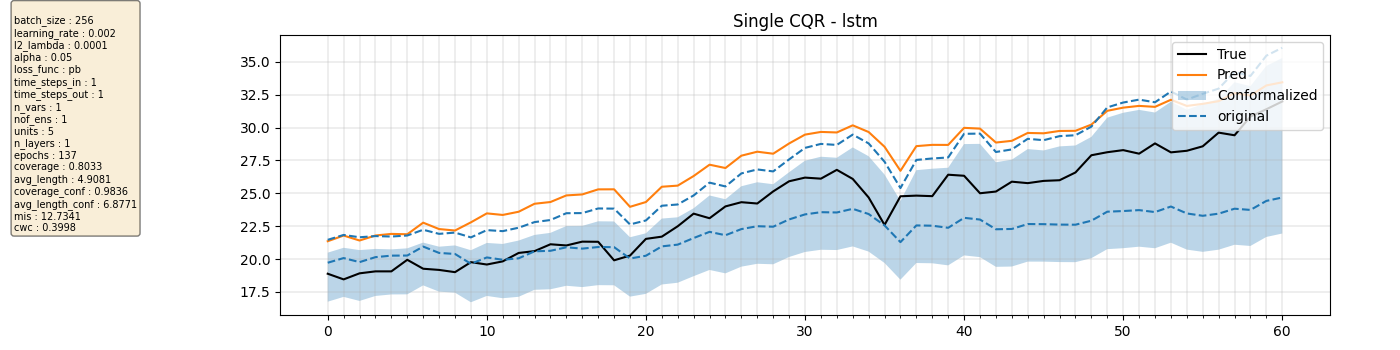 batch_size : 256
learning_rate : 0.002
l2_lambda : 0.0001
alpha : 0.05
loss_func : pb
time_steps_in : 1
time_steps_out : 1
n_vars : 1
nof_ens : 1
units : 5
n_layers : 1
epochs : 137
coverage : 0.8033
avg_length : 4.9081
coverage_conf : 0.9836
avg_length_conf : 6.8771
mis : 12.7341
cwc : 0.3998
Single CQR - lstm
True
Pred
Conformalized
original
35.0
32.5
30.0
27.5
25.0
22.5
20.0
17.5
0 10 20 30 40 50 60